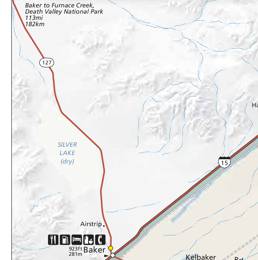 Baker to Furnace Creek,
Death Valley National Park
113mi
182km
127
Ha
SILVER
LAKE
(dry)
15
Airstrip
Baker
923ft
281m
Kelbaker
Rd